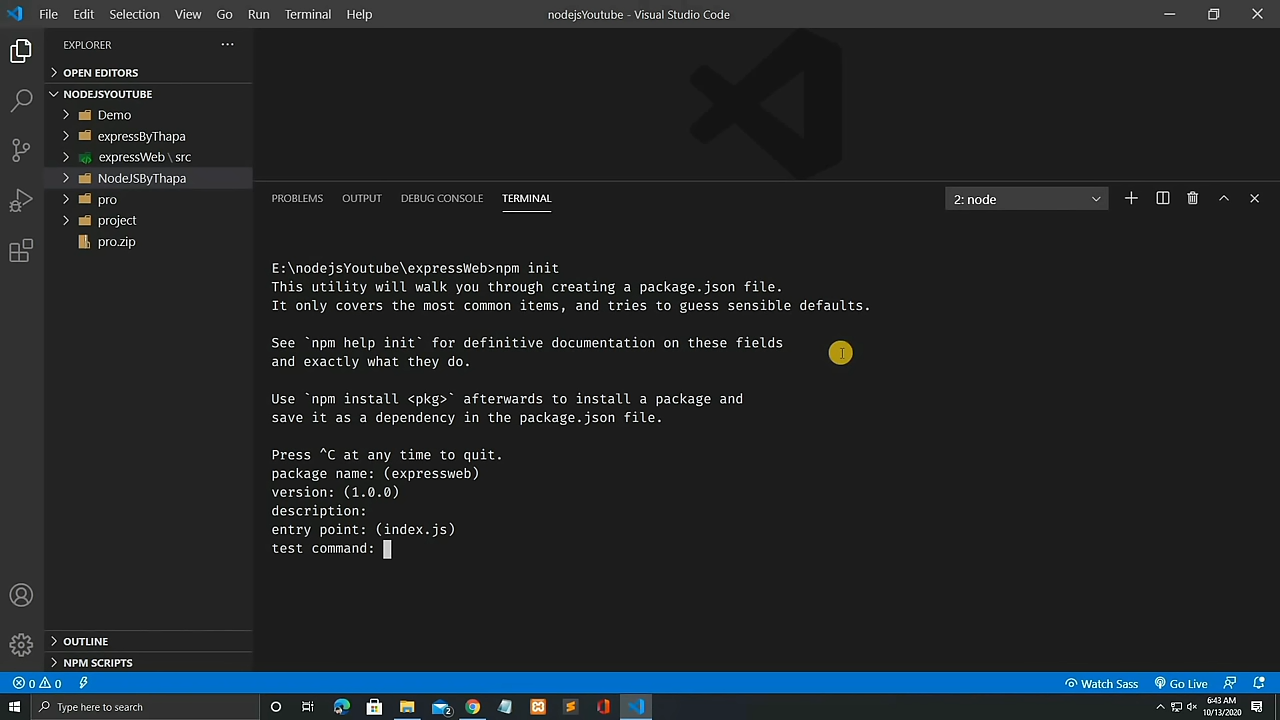 File Edit Selection View Go Run Terminal Help
nodejsYoutube - Visual Studio Code
EXPLORER
OPEN EDITORS
NODEJSYOUTUBE
Demo
expressByThapa
expressWeb \ src
NodeJSByThapa
pro
project
pro.zip
OUTLINE
NPM SCRIPTS
PROBLEMS OUTPUT DEBUG CONSOLE TERMINAL
2: node
E:\nodejsYoutube\expressWeb>npm init
This utility will walk you through creating a package.json file.
It only covers the most common items, and tries to guess sensible defaults.
See `npm help init` for definitive documentation on these fields
and exactly what they do.
Use `npm install <pkg>` afterwards to install a package and
save it as a dependency in the package.json file.
Press ^C at any time to quit.
package name: (expressweb)
version: (1.0.0)
description:
entry point: (index.js)
test command:
0 0
Watch Sass Go Live
Type here to search
2
6:43 AM
10/13/2020